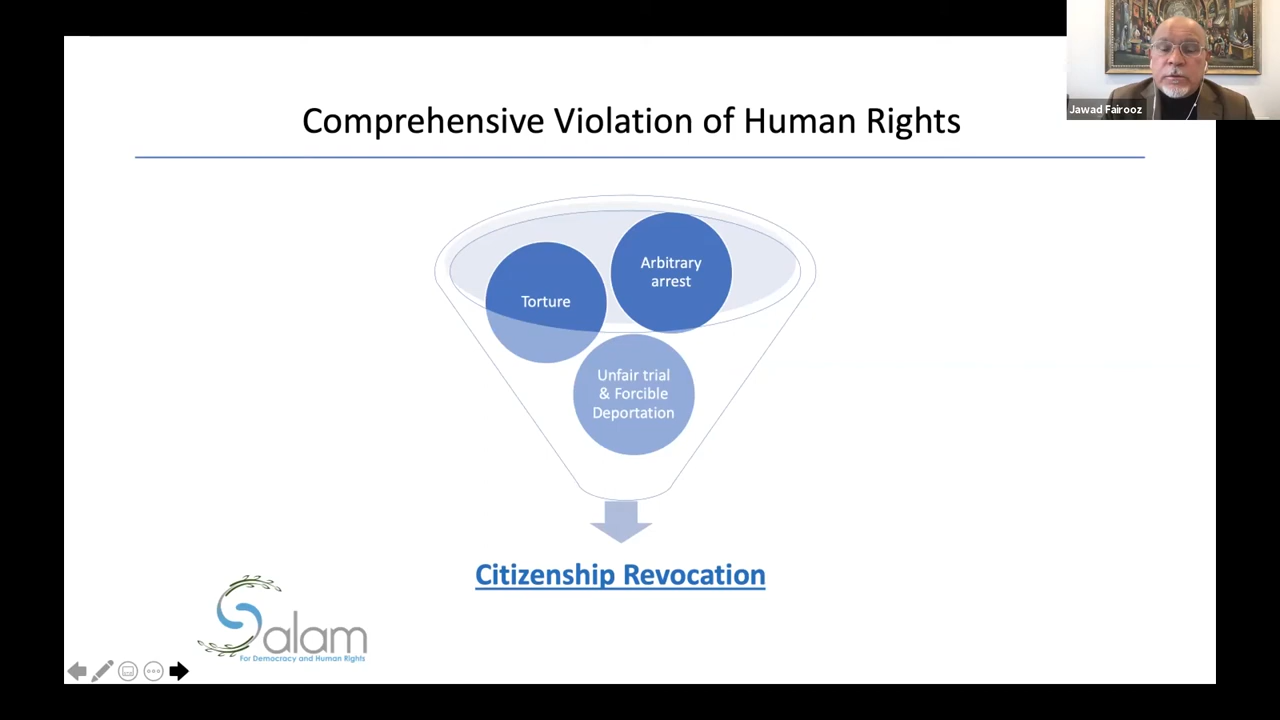 Comprehensive Violation of Human Rights
Jawad Fairooz
Arbitrary
arrest
Torture
Unfair trial
& Forcible
Deportation
Citizenship Revocation
Salam
For Democracy and Human Rights